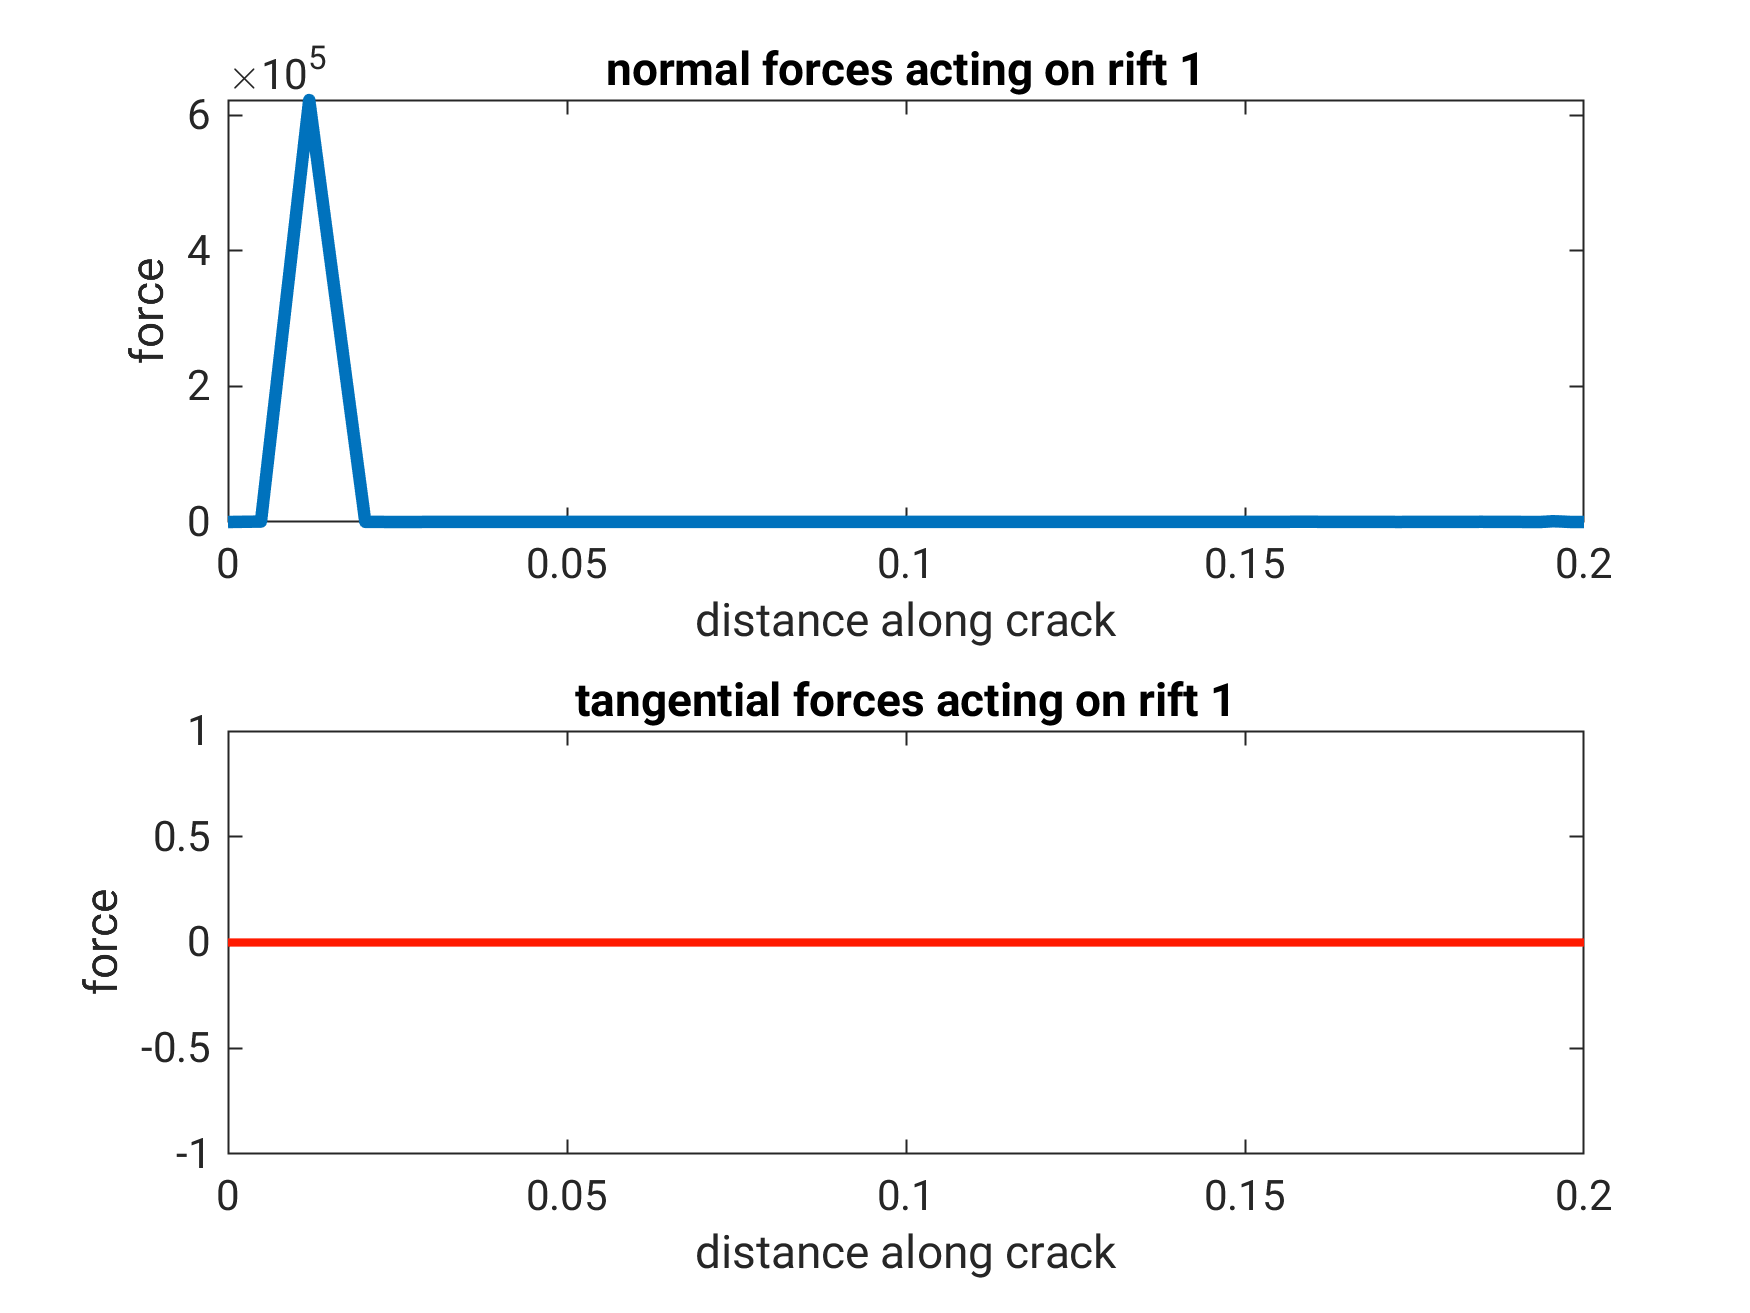 ×10⁵
normal forces acting on rift 1
6
4
2
0
force
0 0.05 0.1 0.15 0.2
distance along crack
tangential forces acting on rift 1
1
0.5
0
-0.5
-1
force
0 0.05 0.1 0.15 0.2
distance along crack